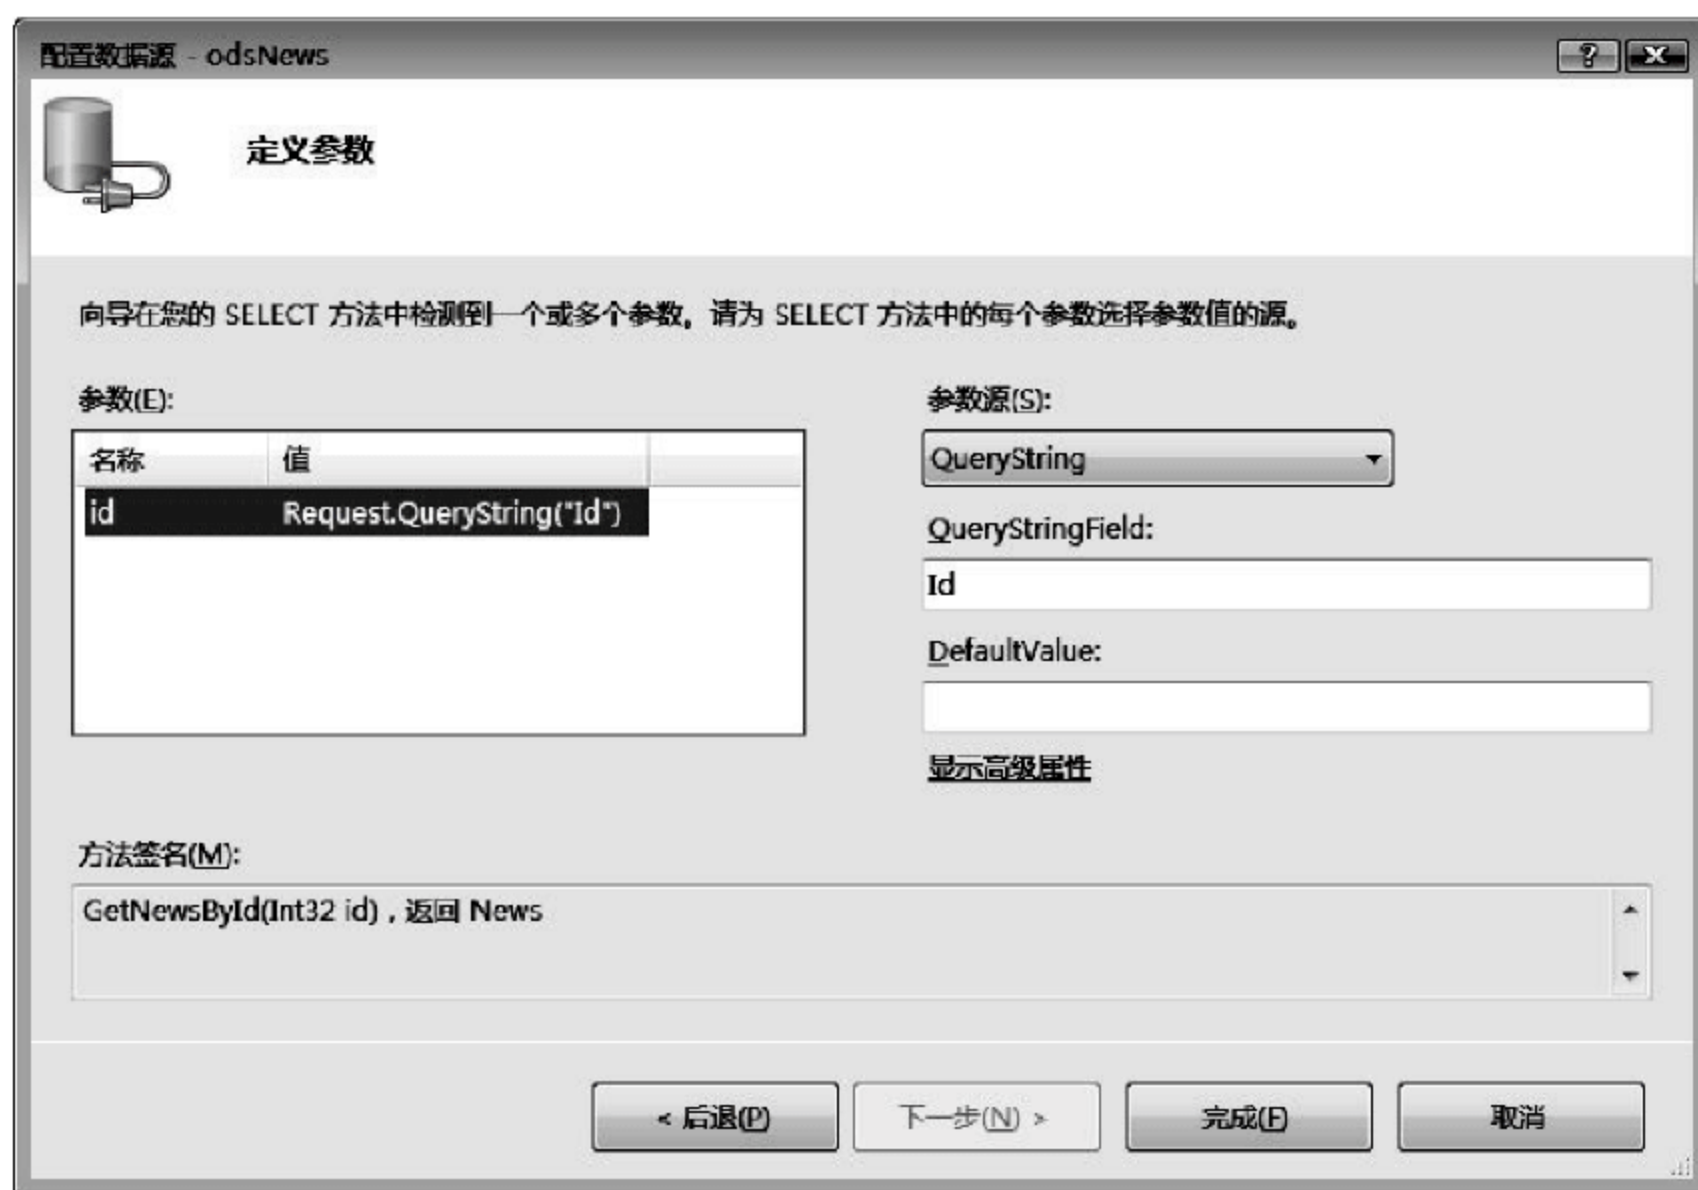 配置数据源 - odsNews
定义参数
向导在您的 SELECT 方法中检测到一个或多个参数。请为 SELECT 方法中的每个参数选择参数值的源。
参数(E):
名称 值
id Request.QueryString("Id")
参数源(S):
QueryString
QueryStringField:
Id
DefaultValue:
显示高级属性
方法签名(M):
GetNewsById(Int32 id) , 返回 News
< 后退(P)
下一步(N) >
完成(F)
取消